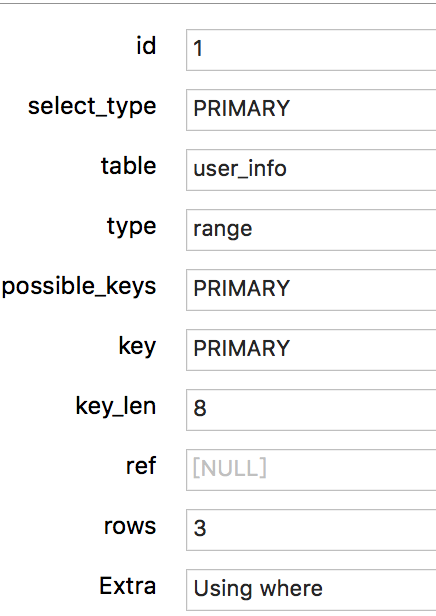 id 1
select_type PRIMARY
table user_info
type range
possible_keys PRIMARY
key PRIMARY
key_len 8
ref [NULL]
rows 3
Extra Using where